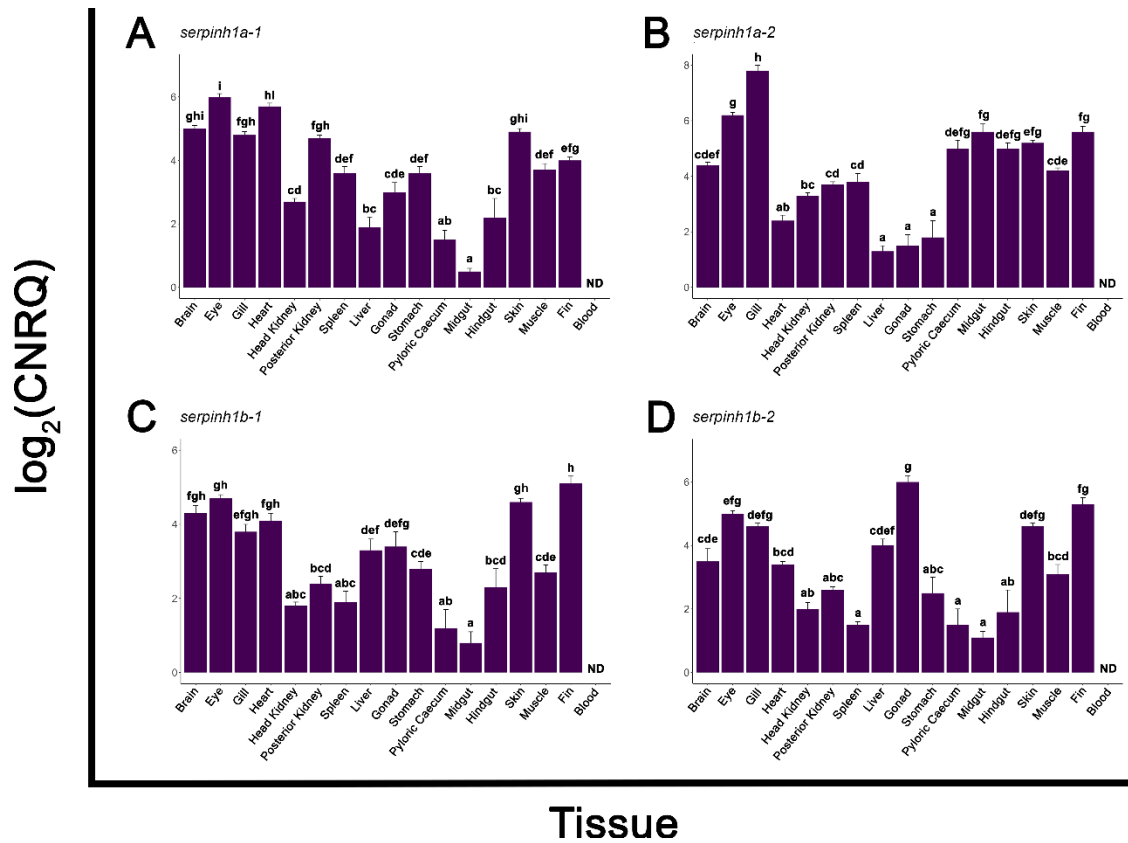 log2(CNRQ)
A
serpinh1a-1
6
4
2
0
ghi
i
fgh
hl
cd
fgh
def
bc
cde
def
ab
a
bc
ghi
def
efg
ND
Brain
Eye
Gill
Heart
Head Kidney
Posterior Kidney
Spleen
Liver
Gonad
Stomach
Pyloric Caecum
Midgut
Hindgut
Skin
Muscle
Fin
Blood
B
serpinh1a-2
8
6
4
2
0
cdef
g
h
ab
bc
cd
cd
a
a
a
defg
fg
defg
efg
cde
fg
ND
Brain
Eye
Gill
Heart
Head Kidney
Posterior Kidney
Spleen
Liver
Gonad
Stomach
Pyloric Caecum
Midgut
Hindgut
Skin
Muscle
Fin
Blood
C
serpinh1b-1
6
4
2
0
fgh
gh
efgh
fgh
abc
bcd
abc
def
defg
cde
ab
a
bcd
gh
cde
h
ND
Brain
Eye
Gill
Heart
Head Kidney
Posterior Kidney
Spleen
Liver
Gonad
Stomach
Pyloric Caecum
Midgut
Hindgut
Skin
Muscle
Fin
Blood
D
serpinh1b-2
6
4
2
0
cde
efg
defg
bcd
ab
abc
a
cdef
g
abc
a
a
ab
defg
bcd
fg
ND
Brain
Eye
Gill
Heart
Head Kidney
Posterior Kidney
Spleen
Liver
Gonad
Stomach
Pyloric Caecum
Midgut
Hindgut
Skin
Muscle
Fin
Blood
Tissue